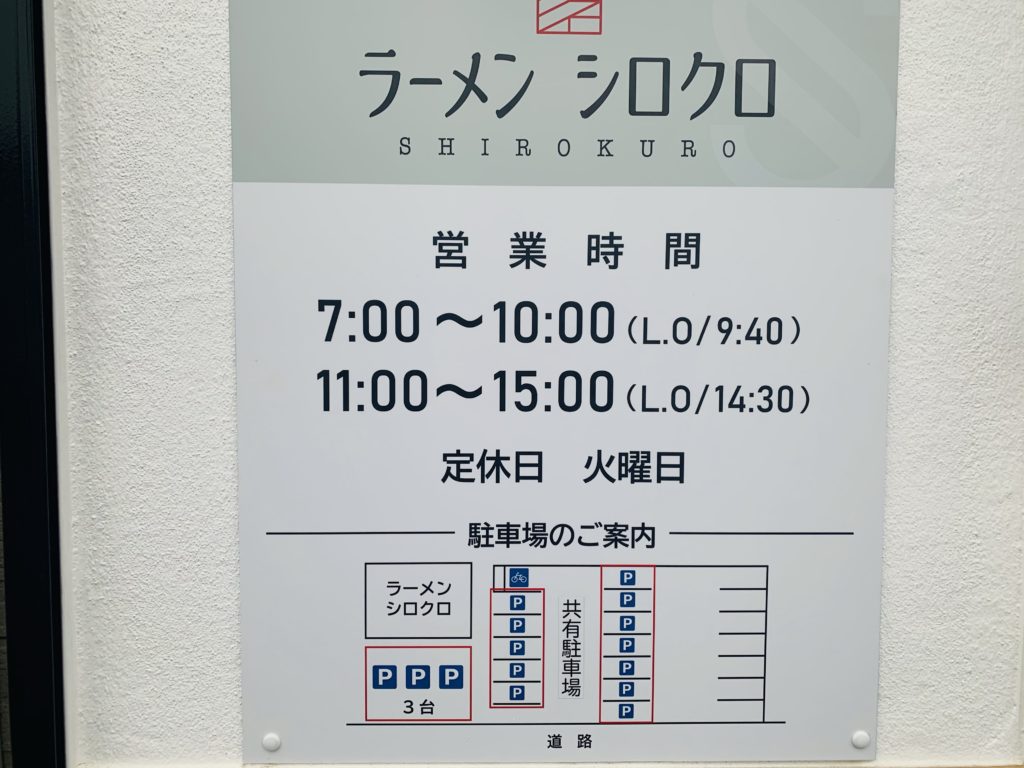 ラーメン シロクロ
SHIROKURO
営業時間
7:00～10:00(L.O/9:40)
11:00～15:00(L.O/14:30)
定休日 火曜日
駐車場のご案内
ラーメン
シロクロ
P P P
3台
P
P
P
P
P
共有駐車場
P
P
P
P
P
P
P
道路